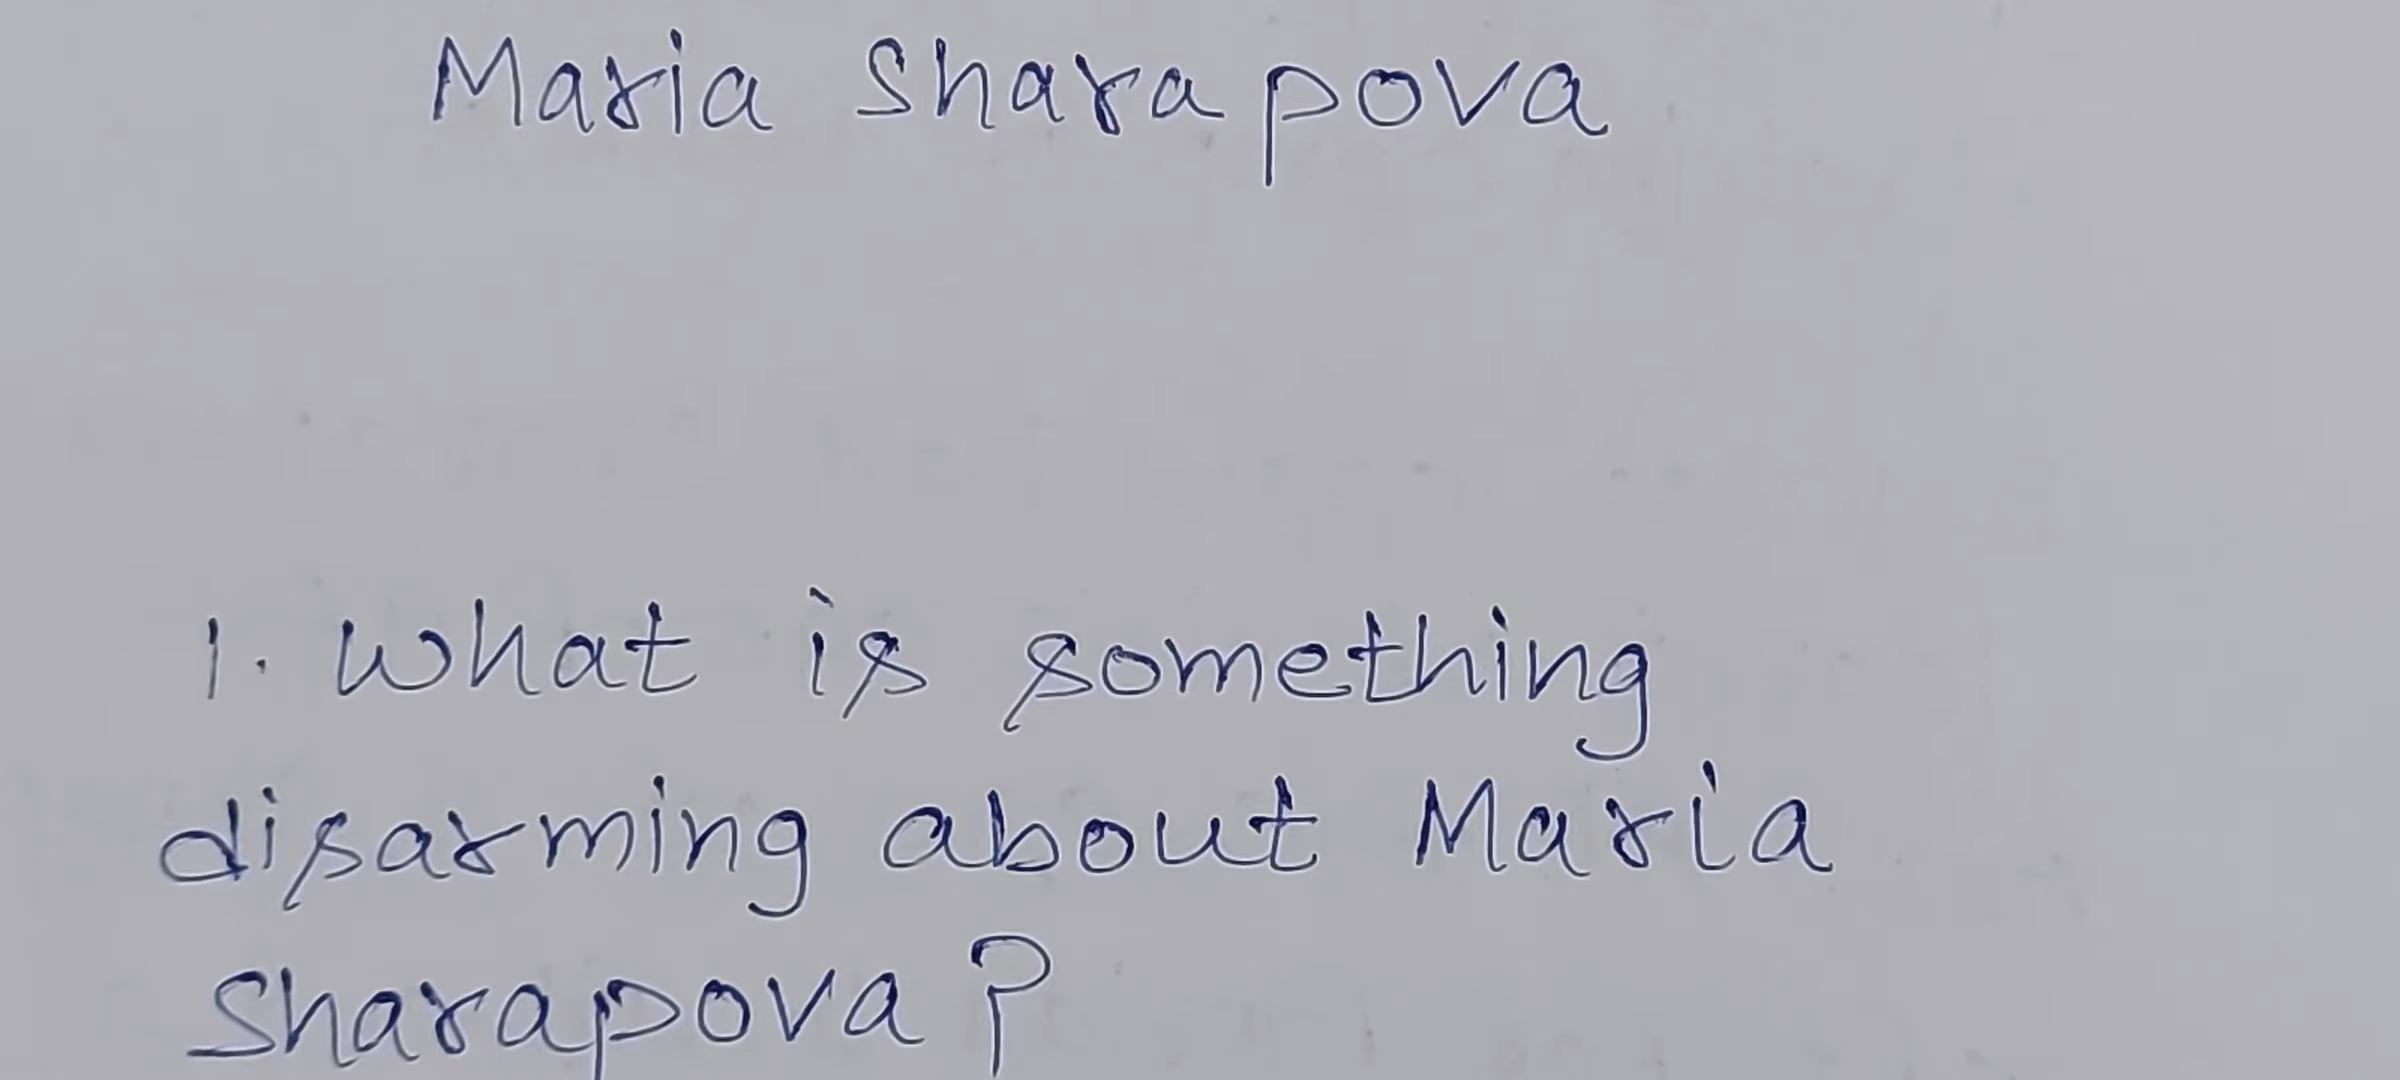 Maria Sharapova
1. What is something
disarming about Maria
Sharapova?